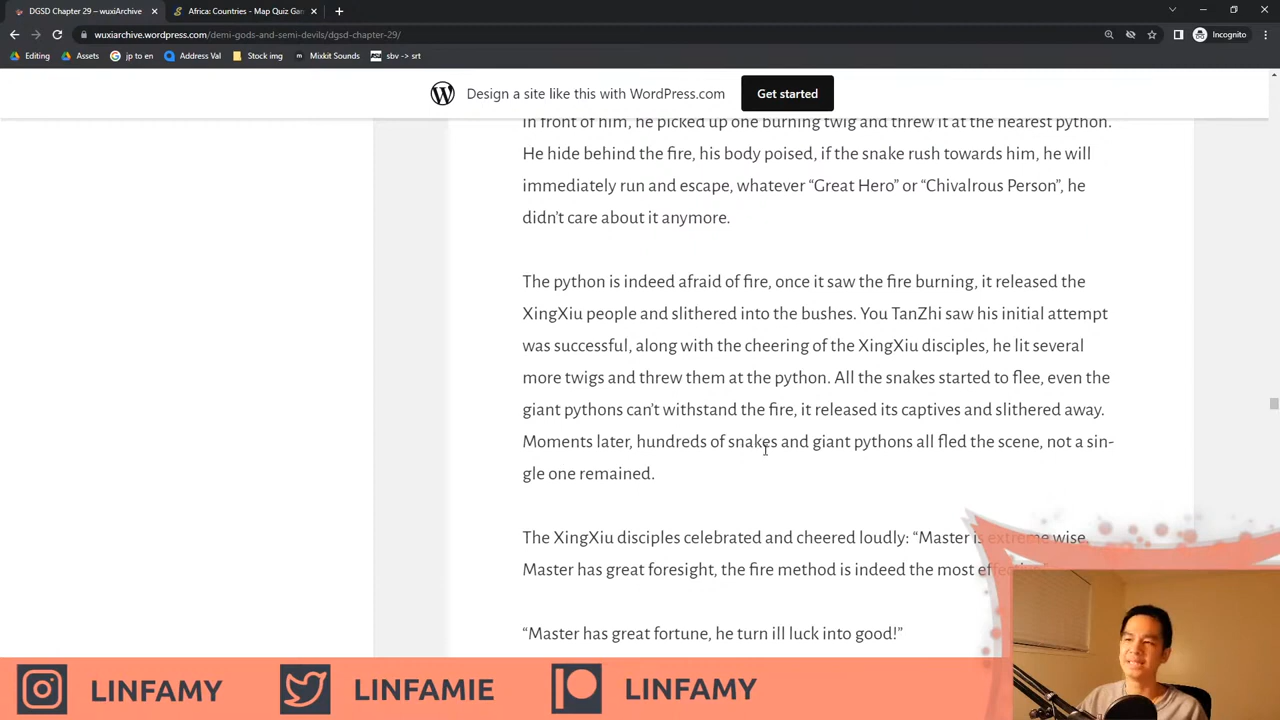 DGSD Chapter 29 – wuxiArchive
Africa: Countries - Map Quiz Gam
wuxiarchive.wordpress.com/demi-gods-and-semi-devils/dgsd-chapter-29/
Incognito
Editing
Assets
jp to en
Address Val
Stock img
Mixkit Sounds
sbv -> srt
Design a site like this with WordPress.com
Get started
in front of him, he picked up one burning twig and threw it at the nearest python.
He hide behind the fire, his body poised, if the snake rush towards him, he will
immediately run and escape, whatever “Great Hero” or “Chivalrous Person”, he
didn’t care about it anymore.
The python is indeed afraid of fire, once it saw the fire burning, it released the
XingXiu people and slithered into the bushes. You TanZhi saw his initial attempt
was successful, along with the cheering of the XingXiu disciples, he lit several
more twigs and threw them at the python. All the snakes started to flee, even the
giant pythons can’t withstand the fire, it released its captives and slithered away.
Moments later, hundreds of snakes and giant pythons all fled the scene, not a sin-
gle one remained.
The XingXiu disciples celebrated and cheered loudly: “Master is extreme wise.
Master has great foresight, the fire method is indeed the most
“Master has great fortune, he turn ill luck into good!”
LINFAMY
LINFAMIE
LINFAMY